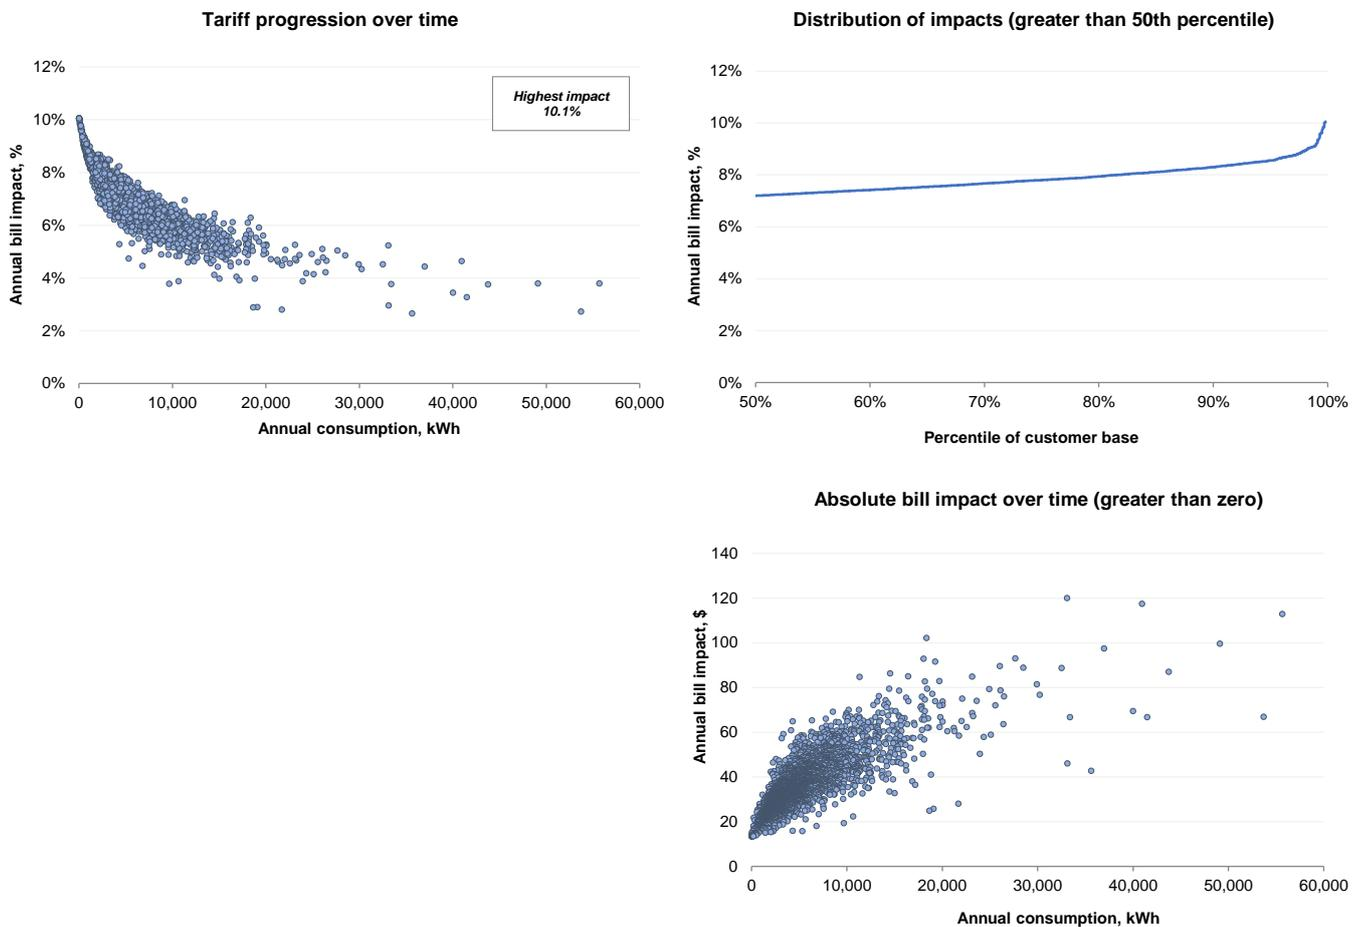 Tariff progression over time
12%
10%
8%
6%
4%
2%
0%
Annual bill impact, %
Highest impact
10.1%
0 10,000 20,000 30,000 40,000 50,000 60,000
Annual consumption, kWh
Distribution of impacts (greater than 50th percentile)
12%
10%
8%
6%
4%
2%
0%
Annual bill impact, %
50% 60% 70% 80% 90% 100%
Percentile of customer base
Absolute bill impact over time (greater than zero)
140
120
100
80
60
40
20
0
Annual bill impact, $
0 10,000 20,000 30,000 40,000 50,000 60,000
Annual consumption, kWh